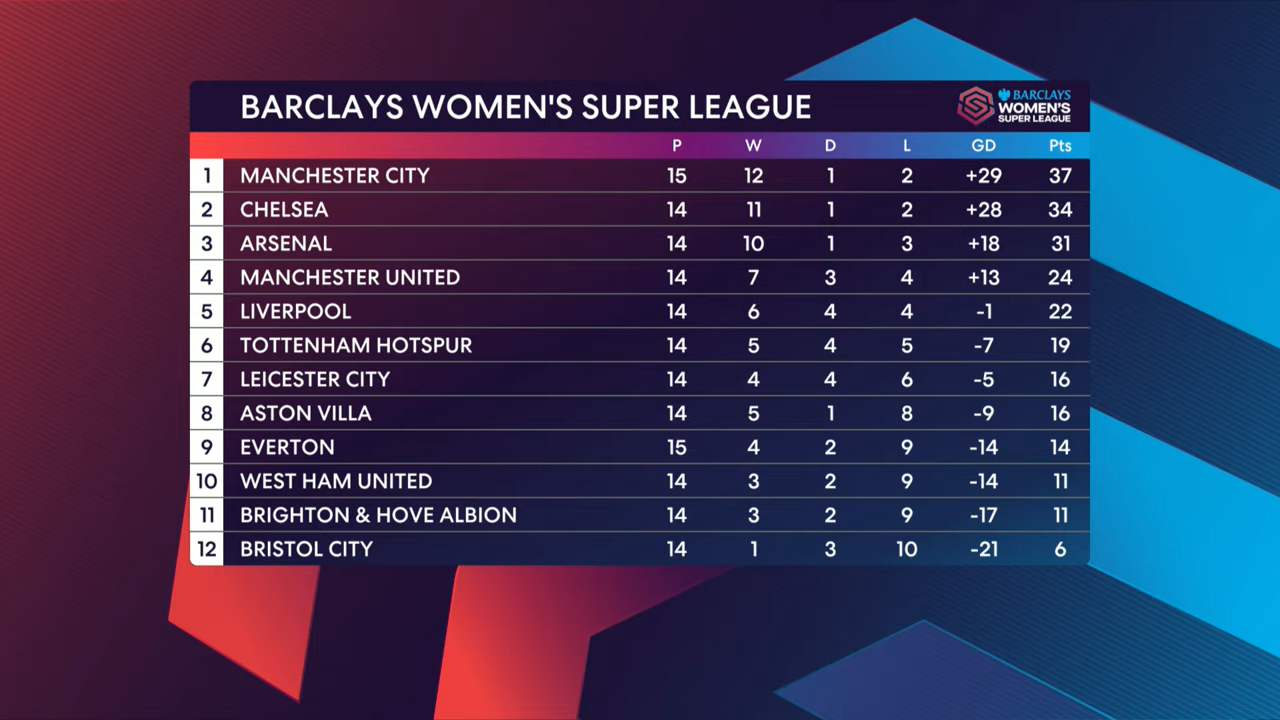 BARCLAYS WOMEN'S SUPER LEAGUE
BARCLAYS
WOMEN'S
SUPER LEAGUE
P W D L GD Pts
1 MANCHESTER CITY 15 12 1 2 +29 37
2 CHELSEA 14 11 1 2 +28 34
3 ARSENAL 14 10 1 3 +18 31
4 MANCHESTER UNITED 14 7 3 4 +13 24
5 LIVERPOOL 14 6 4 4 -1 22
6 TOTTENHAM HOTSPUR 14 5 4 5 -7 19
7 LEICESTER CITY 14 4 4 6 -5 16
8 ASTON VILLA 14 5 1 8 -9 16
9 EVERTON 15 4 2 9 -14 14
10 WEST HAM UNITED 14 3 2 9 -14 11
11 BRIGHTON & HOVE ALBION 14 3 2 9 -17 11
12 BRISTOL CITY 14 1 3 10 -21 6